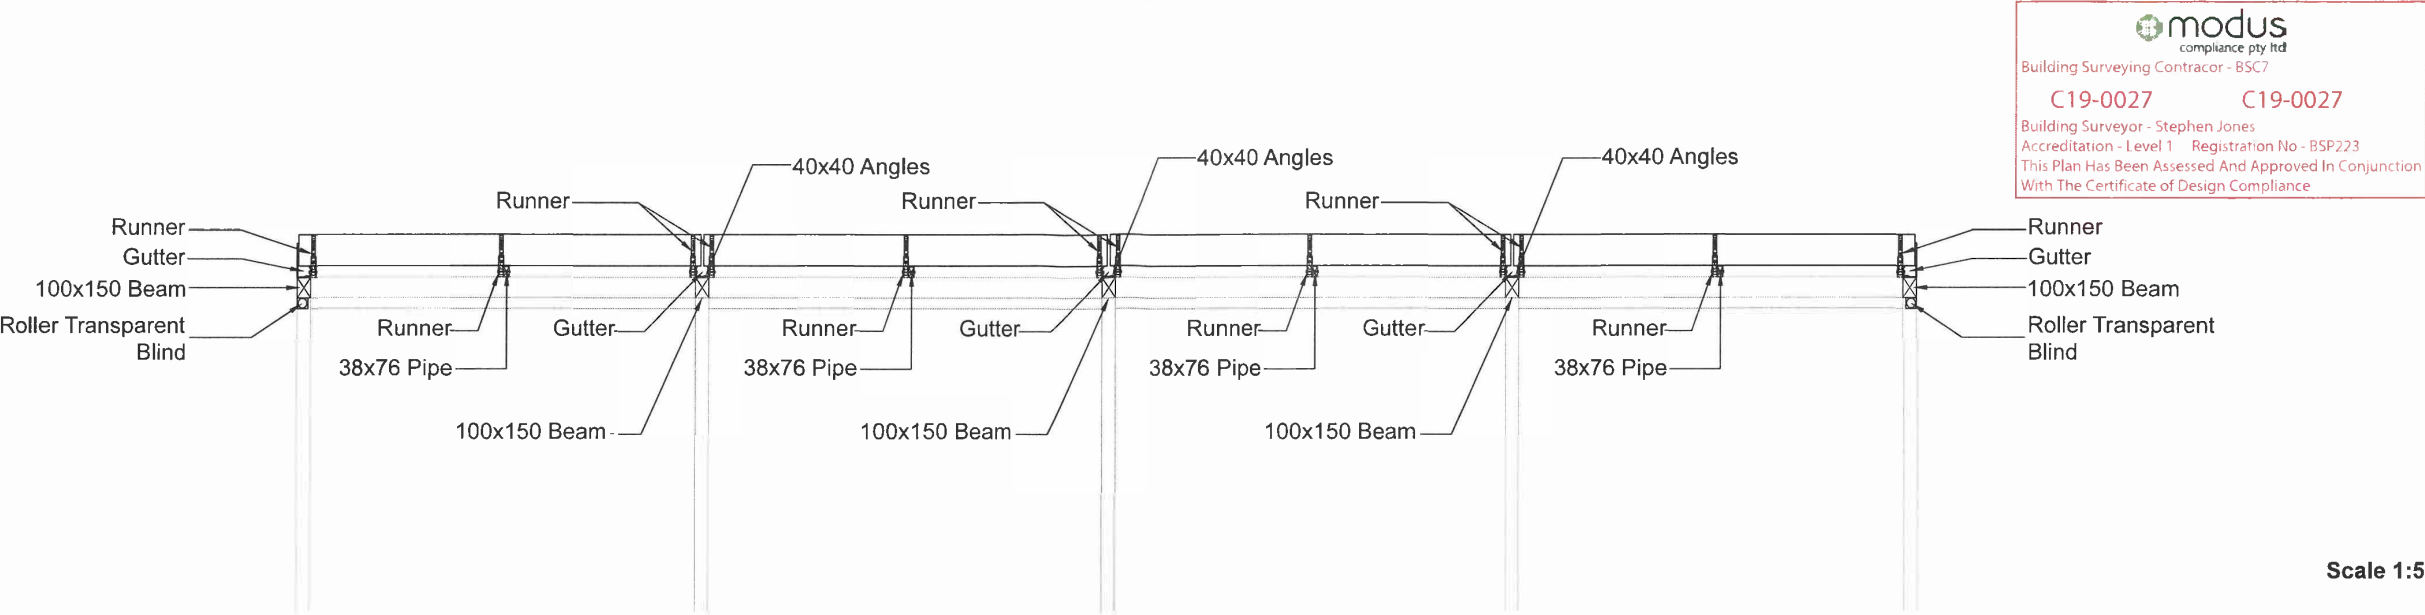 modus
compliance pty ltd
Building Surveying Contracor - BSC7
C19-0027 C19-0027
Building Surveyor - Stephen Jones
Accreditation - Level 1 Registration No - BSP223
This Plan Has Been Assessed And Approved In Conjunction
With The Certificate of Design Compliance
40x40 Angles
40x40 Angles
40x40 Angles
Runner
Runner
Runner
Runner
Gutter
100x150 Beam
Roller Transparent
Blind
Runner
Gutter
100x150 Beam
Roller Transparent
Blind
Runner
Gutter
Runner
Gutter
Runner
Gutter
Runner
38x76 Pipe
38x76 Pipe
38x76 Pipe
38x76 Pipe
100x150 Beam
100x150 Beam
100x150 Beam
Scale 1:5